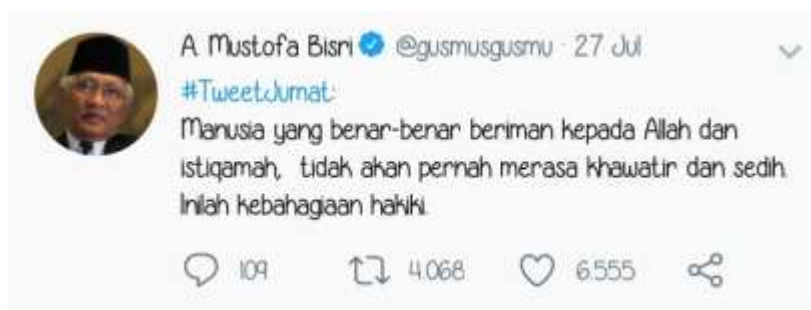 A. Mustofa Bisri @gusmusgusmu · 27 Jul
#TweetJumat:
Manusia yang benar-benar beriman kepada Allah dan
istiqamah, tidak akan pernah merasa khawatir dan sedih.
Inilah kebahagiaan hakiki.
109 4.068 6.555